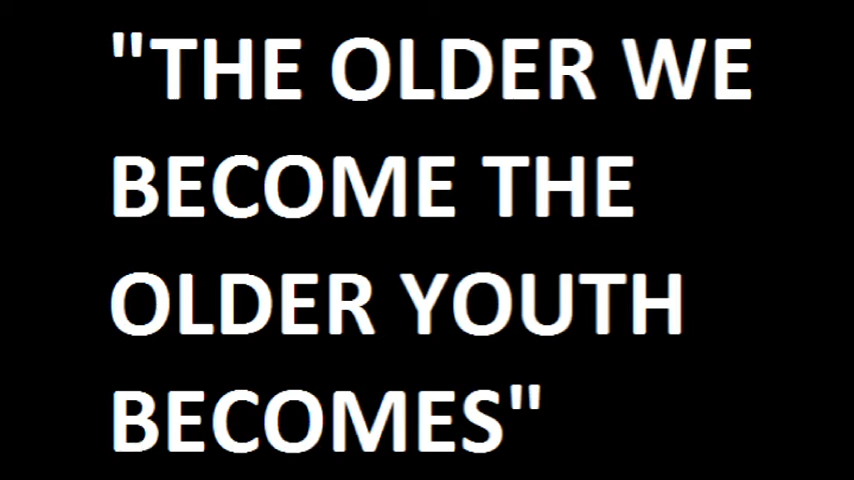 "THE OLDER WE
BECOME THE
OLDER YOUTH
BECOMES"